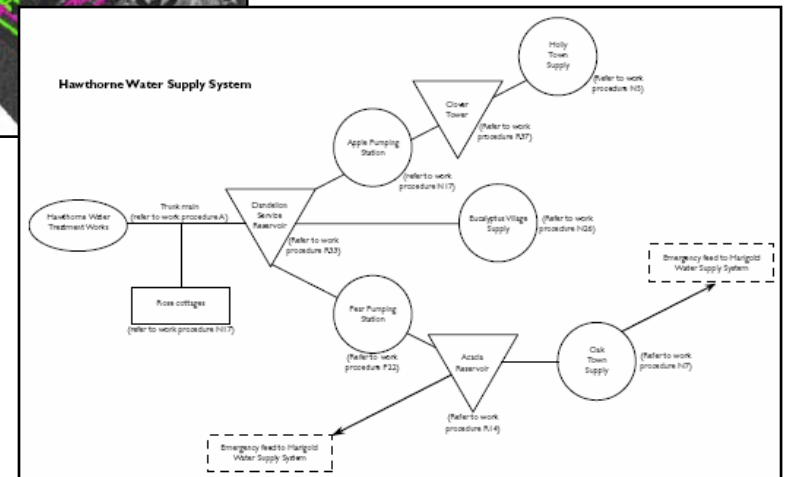 Hawthorne Water Supply System
Holly
Town
Supply
(Refer to work
procedure N5)
Clover
Tower
(Refer to work
procedure R37)
Apple Pumping
Station
(refer to work
procedure N17)
Hawthorne Water
Treatment Works
Trunk main
(refer to work procedure A)
Dandelion
Service
Reservoir
(Refer to work
procedure R33)
Eucalyptus Village
Supply
(Refer to work
procedure N26)
Rose cottages
(refer to work procedure N17)
Pear Pumping
Station
(Refer to work
procedure P22)
Acacia
Reservoir
(Refer to work
procedure R14)
Oak
Town
Supply
(Refer to work
procedure N7)
Emergency feed to Marigold
Water Supply System
Emergency feed to Marigold
Water Supply System